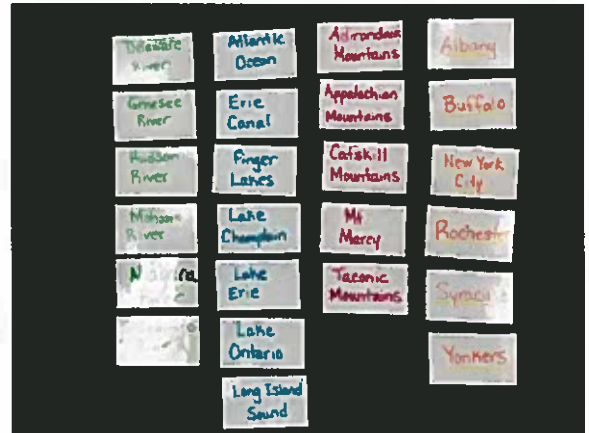 Delaware
River
Genesee
River
Hudson
River
Mohawk
River
Atlantic
Ocean
Erie
Canal
Finger
Lakes
Lake
Champlain
Lake
Erie
Lake
Ontario
Long Island
Sound
Adirondack
Mountains
Appalachian
Mountains
Catskill
Mountains
Mt
Marcy
Taconic
Mountains
Albany
Buffalo
New York
City
Rochester
Yonkers